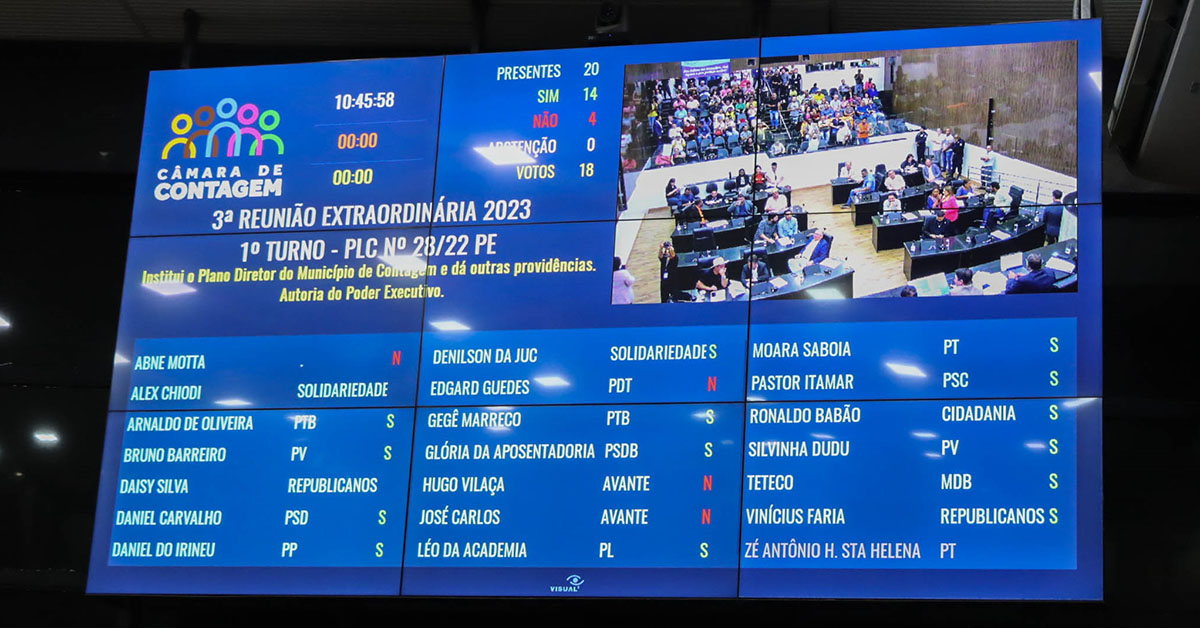 CÂMARA DE
CONTAGEM
10:45:58
00:00
00:00
PRESENTES 20
SIM 14
NÃO 4
ABSTENÇÃO 0
VOTOS 18
3ª REUNIÃO EXTRAORDINÁRIA 2023
1º TURNO - PLC Nº 28/22 PE
Institui o Plano Diretor do Município de Contagem e dá outras providências.
Autoria do Poder Executivo.
ABNE MOTTA . N
ALEX CHIODI SOLIDARIEDADE
ARNALDO DE OLIVEIRA PTB S
BRUNO BARREIRO PV S
DAISY SILVA REPUBLICANOS
DANIEL CARVALHO PSD S
DANIEL DO IRINEU PP S
DENILSON DA JUC SOLIDARIEDADE S
EDGARD GUEDES PDT N
GEGÊ MARRECO PTB S
GLÓRIA DA APOSENTADORIA PSDB S
HUGO VILAÇA AVANTE N
JOSÉ CARLOS AVANTE N
LÉO DA ACADEMIA PL S
MOARA SABOIA PT S
PASTOR ITAMAR PSC S
RONALDO BABÃO CIDADANIA S
SILVINHA DUDU PV S
TETECO MDB S
VINÍCIUS FARIA REPUBLICANOS S
ZÉ ANTÔNIO H. STA HELENA PT
VISUAL